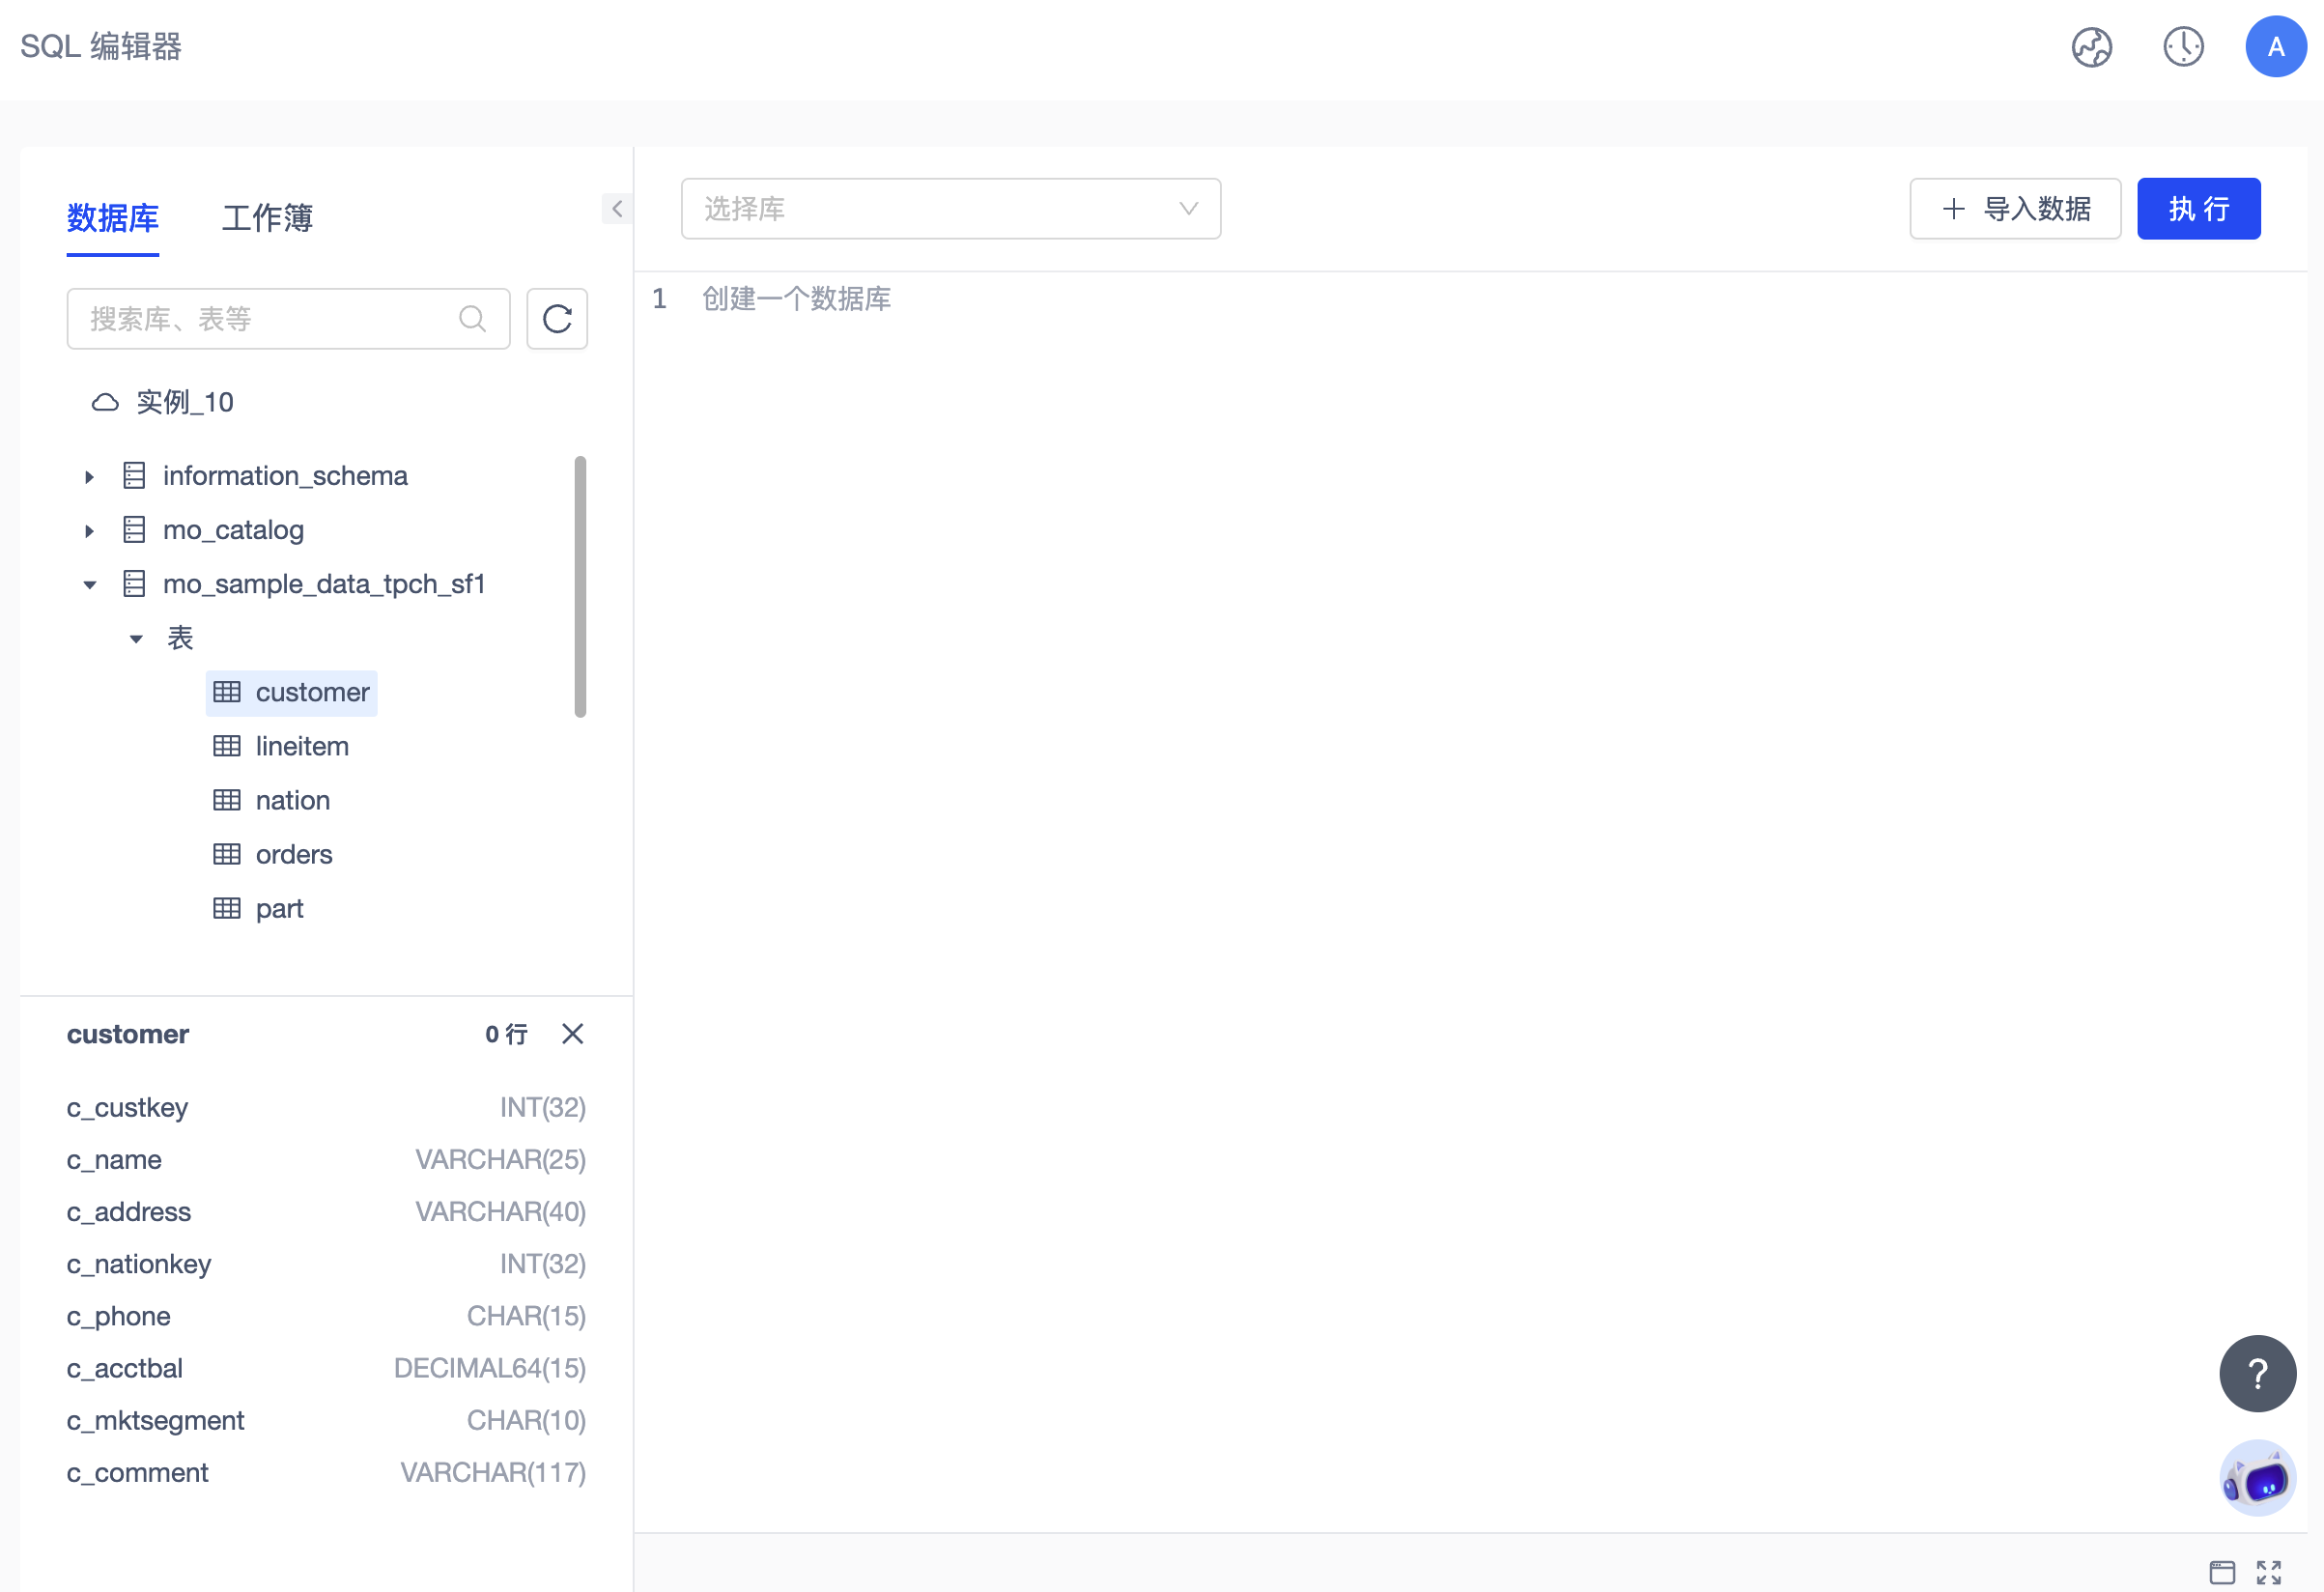 SQL 编辑器
A
数据库 工作簿
搜索库、表等
实例_10
information_schema
mo_catalog
mo_sample_data_tpch_sf1
表
customer
lineitem
nation
orders
part
customer 0 行
c_custkey INT(32)
c_name VARCHAR(25)
c_address VARCHAR(40)
c_nationkey INT(32)
c_phone CHAR(15)
c_acctbal DECIMAL64(15)
c_mktsegment CHAR(10)
c_comment VARCHAR(117)
选择库
导入数据 执行
1 创建一个数据库
?